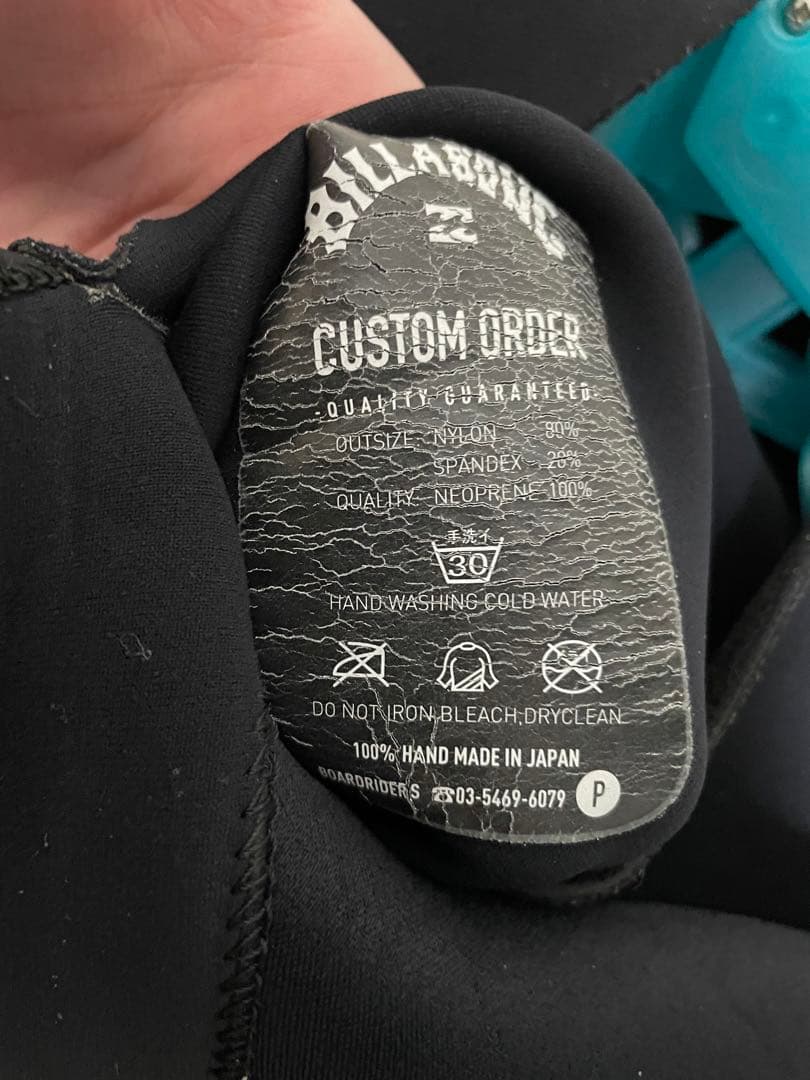 BILLABONG
CUSTOM ORDER
-QUALITY GUARANTEED-
OUTSIZE: NYLON 80%
SPANDEX 20%
QUALITY: NEOPRENE 100%
手洗イ
30
HAND WASHING COLD WATER
DO NOT IRON,BLEACH,DRYCLEAN
100% HAND MADE IN JAPAN
BOARDRIDERS ☎03-5469-6079 P